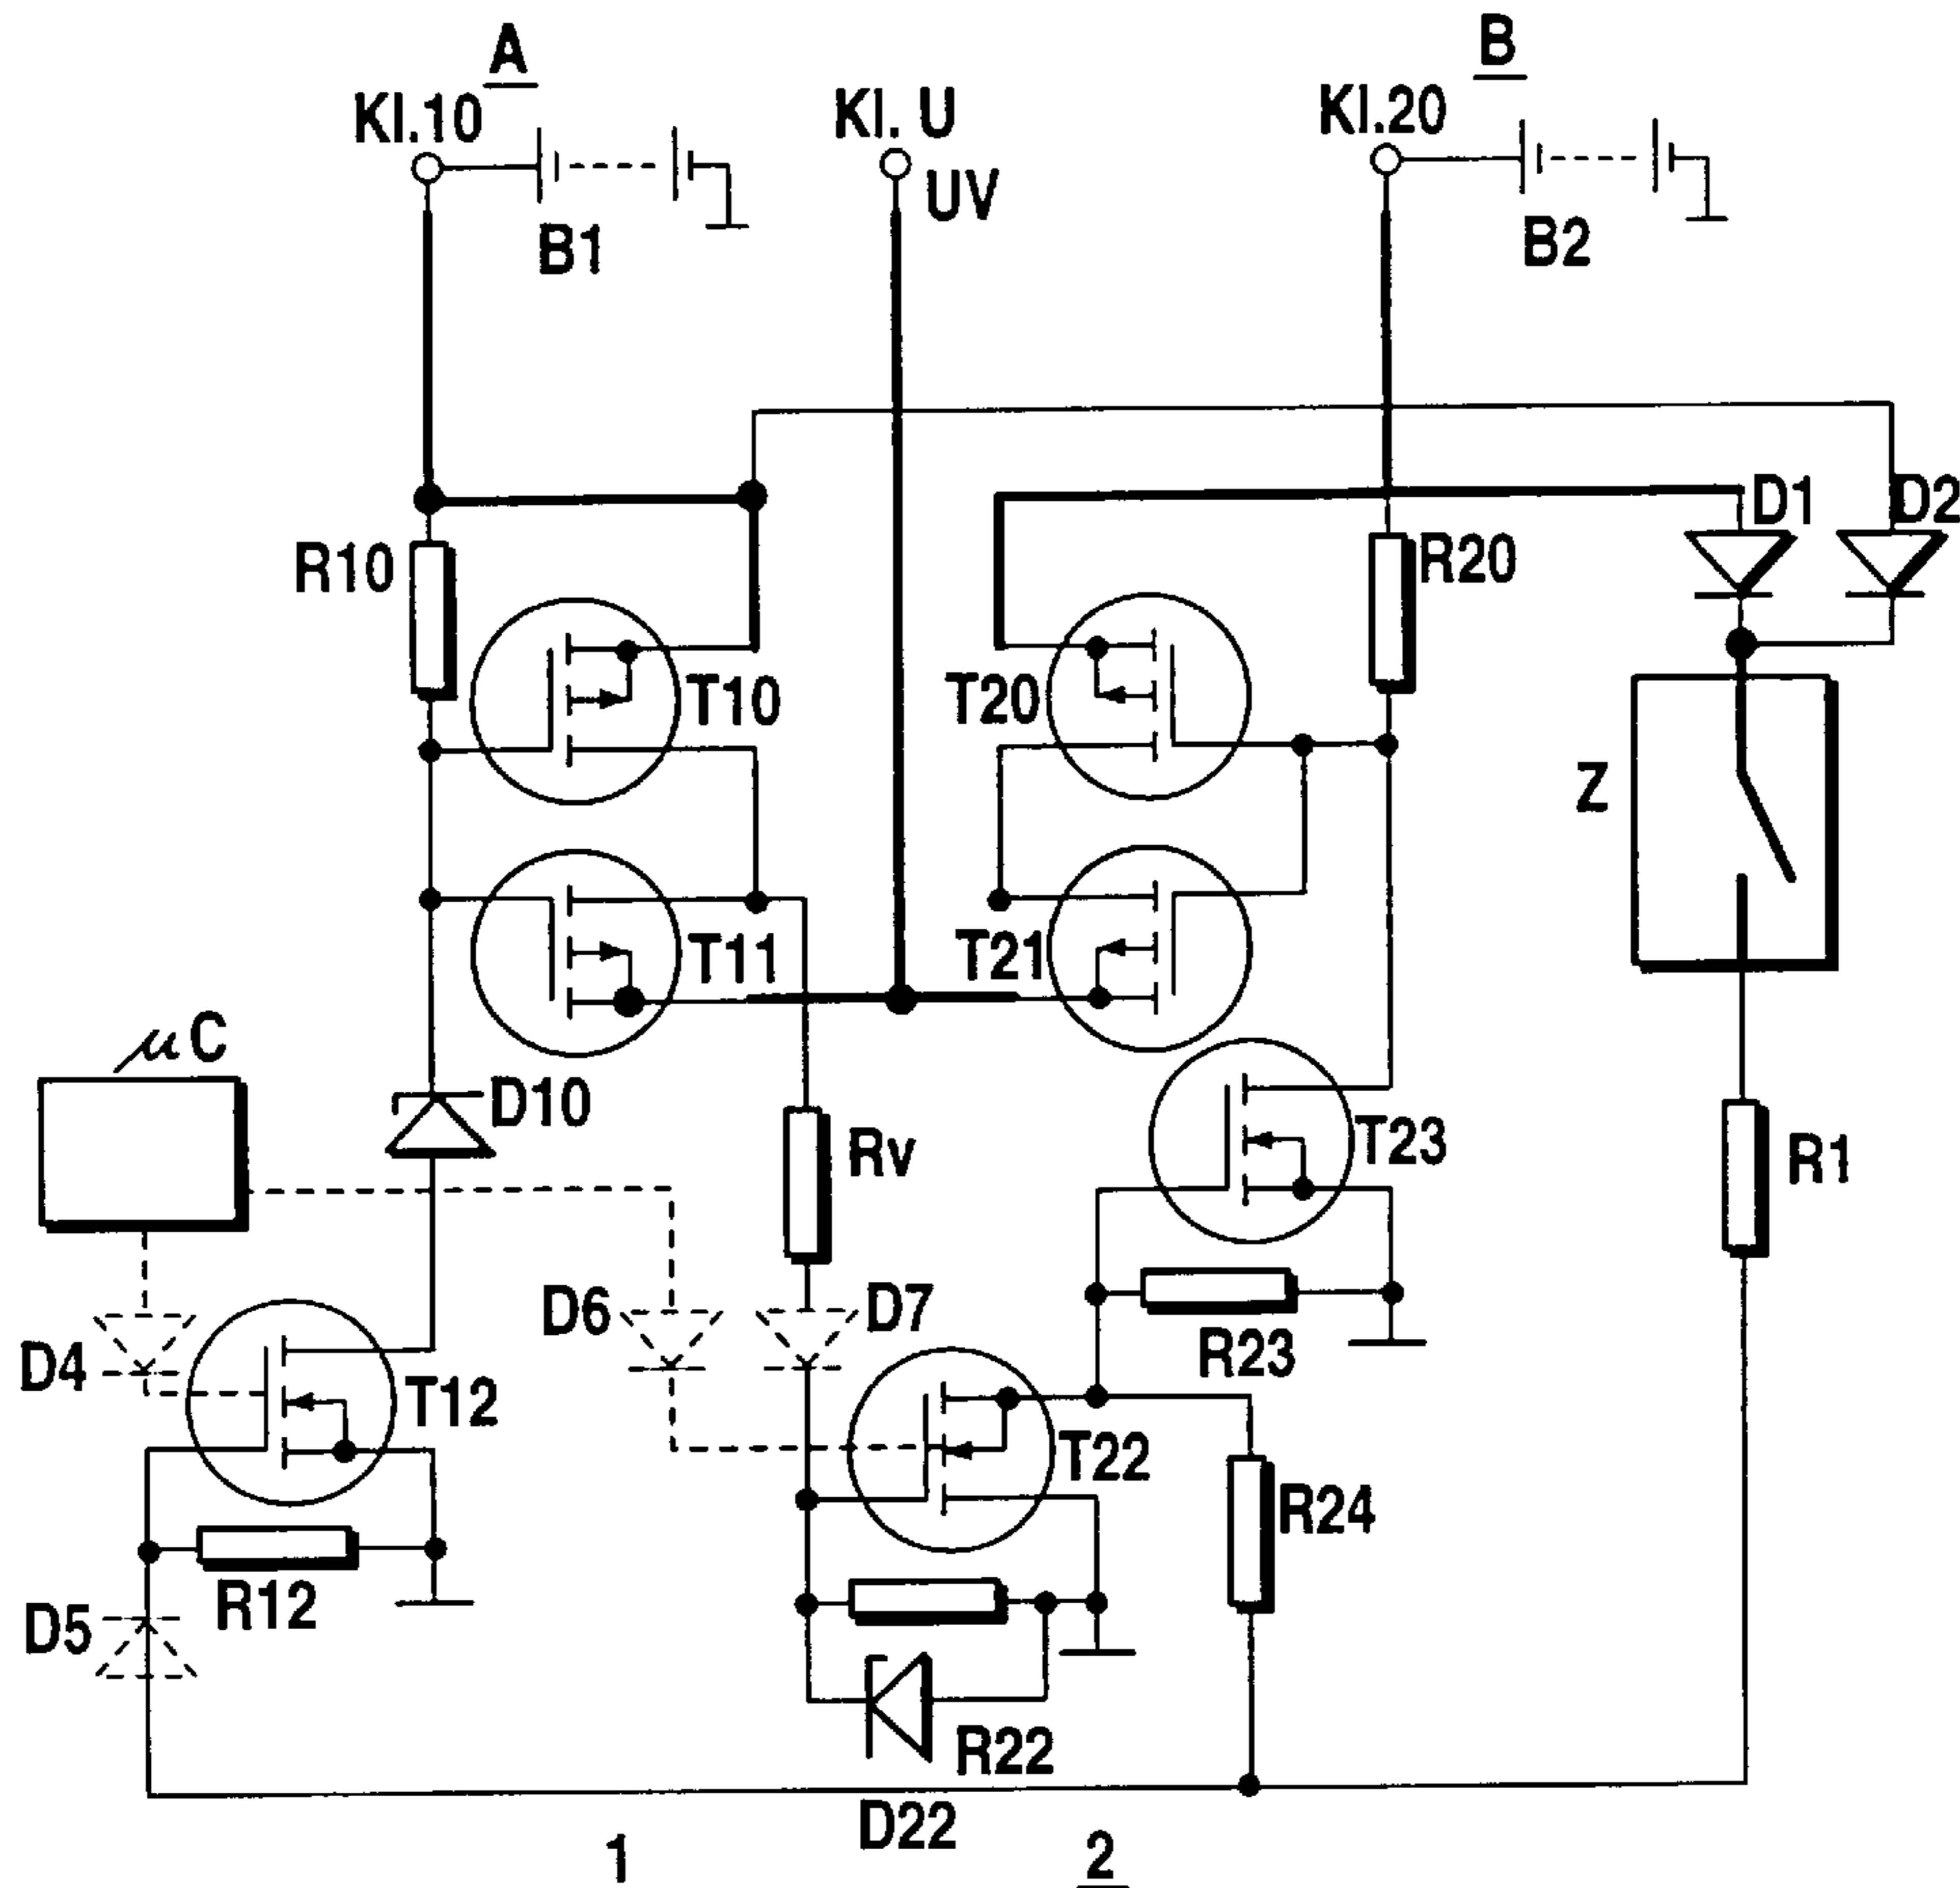 A
B
Kl.10
Kl. U
Kl.20
UV
B1
B2
D1
D2
R10
R20
T10
T20
Z
T11
T21
µC
D10
Rv
T23
R1
D6
D7
D4
R23
T12
T22
R24
R12
D5
R22
D22
1
2